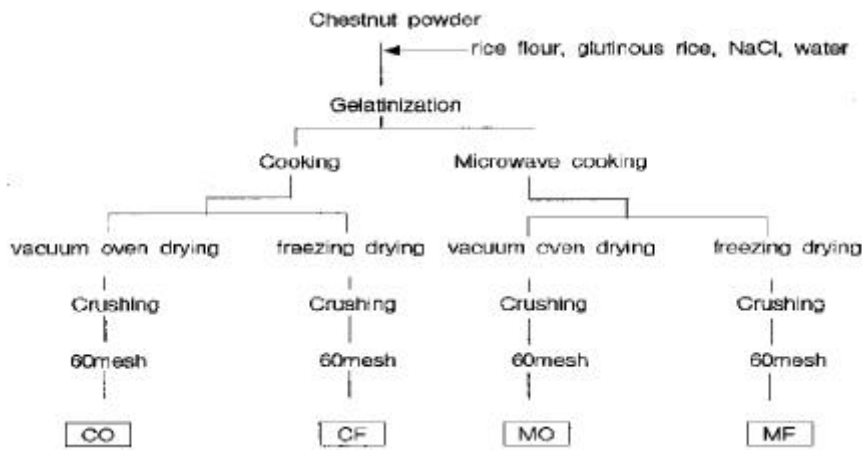 Chestnut powder
rice flour, glutinous rice, NaCl, water
Gelatinization
Cooking Microwave cooking
vacuum oven drying freezing drying vacuum oven drying freezing drying
Crushing Crushing Crushing Crushing
60mesh 60mesh 60mesh 60mesh
CO CF MO MF